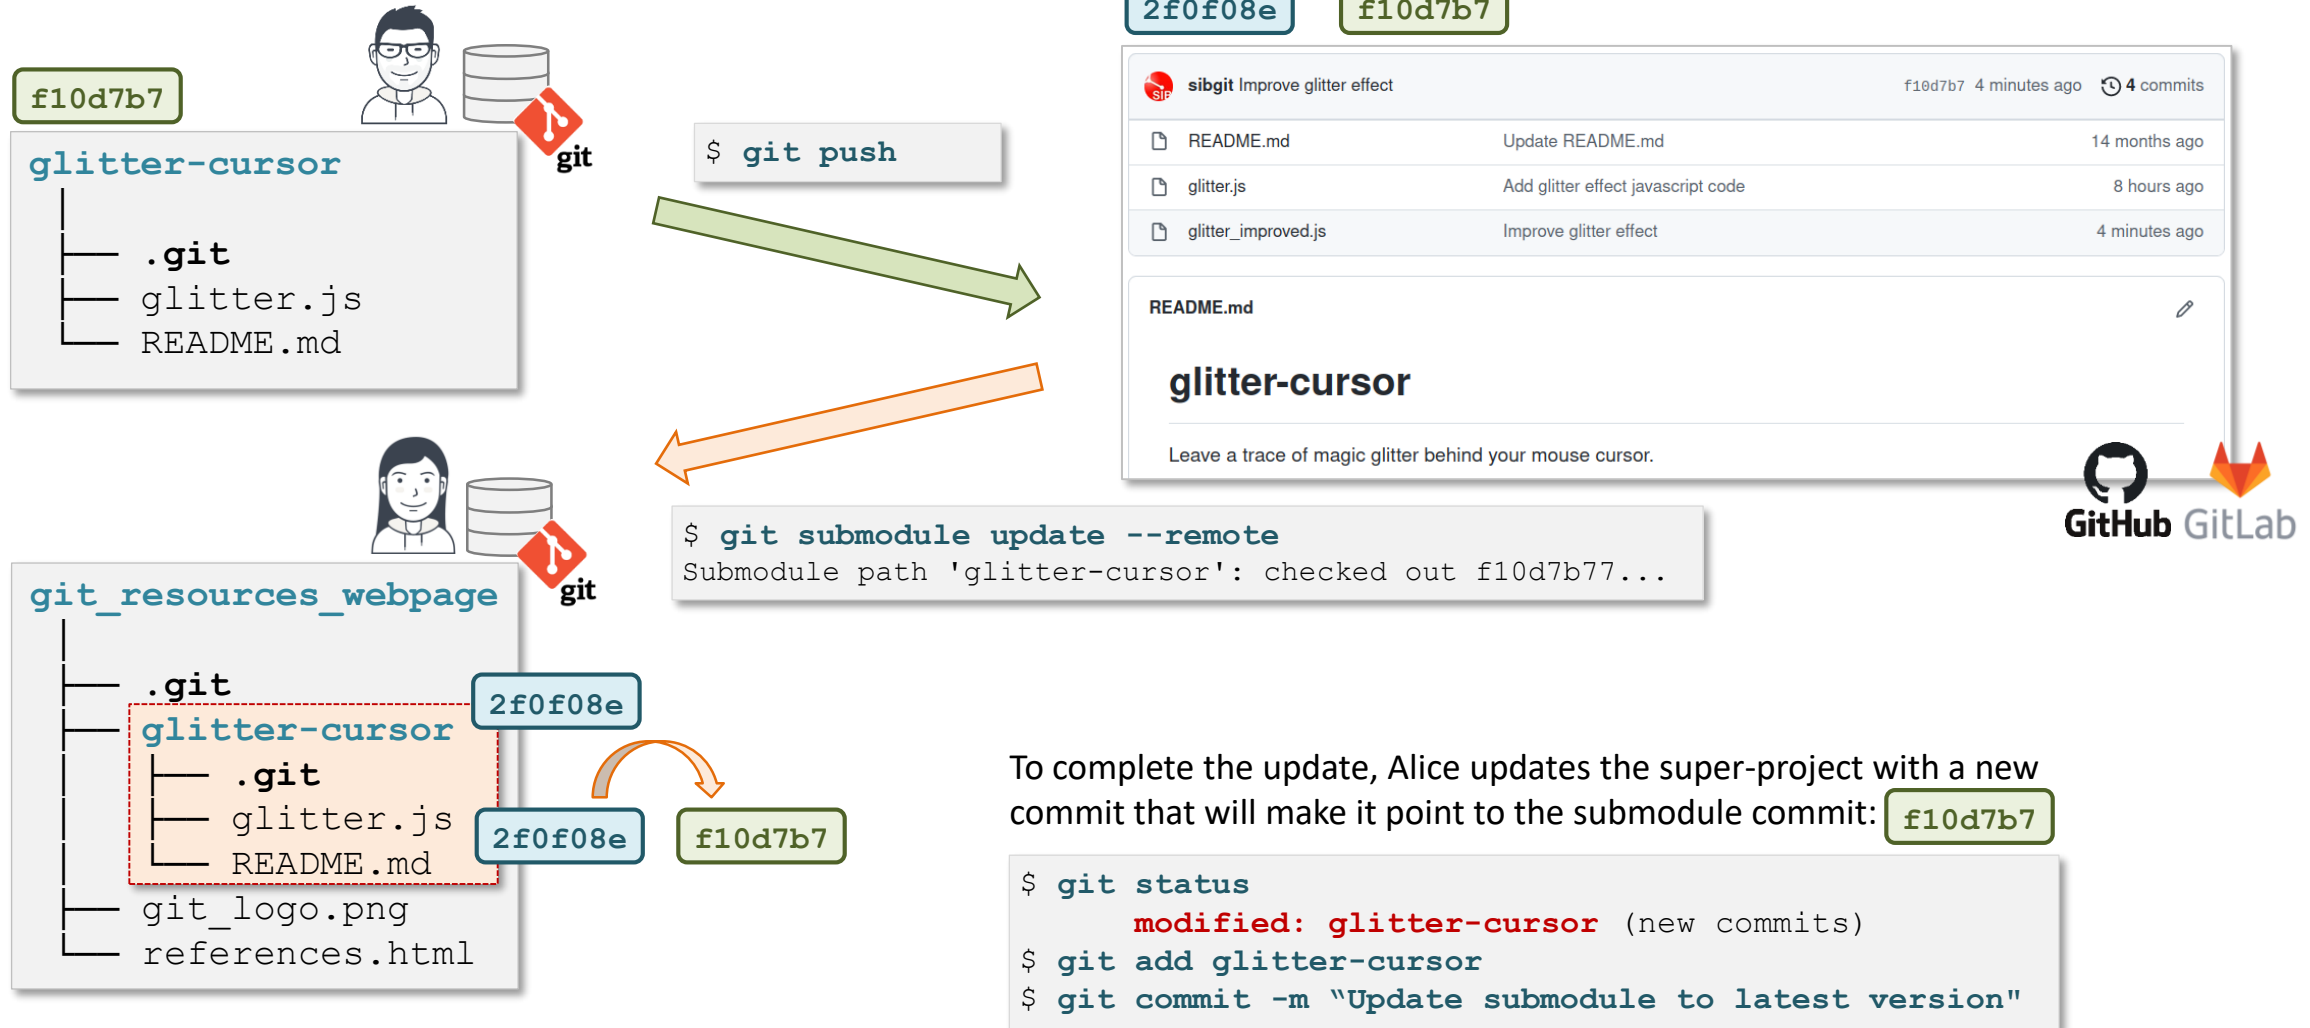 2f0f08e f10d7b7
f10d7b7
glitter-cursor
.git
glitter.js
README.md
git
$ git push
SIB
sibgit Improve glitter effect f10d7b7 4 minutes ago 4 commits
README.md Update README.md 14 months ago
glitter.js Add glitter effect javascript code 8 hours ago
glitter_improved.js Improve glitter effect 4 minutes ago
README.md
glitter-cursor
Leave a trace of magic glitter behind your mouse cursor.
GitHub GitLab
$ git submodule update --remote
Submodule path 'glitter-cursor': checked out f10d7b77...
git
git_resources_webpage
.git
glitter-cursor
.git
glitter.js
README.md
git_logo.png
references.html
2f0f08e
2f0f08e f10d7b7
To complete the update, Alice updates the super-project with a new
commit that will make it point to the submodule commit: f10d7b7
$ git status
modified: glitter-cursor (new commits)
$ git add glitter-cursor
$ git commit -m “Update submodule to latest version"